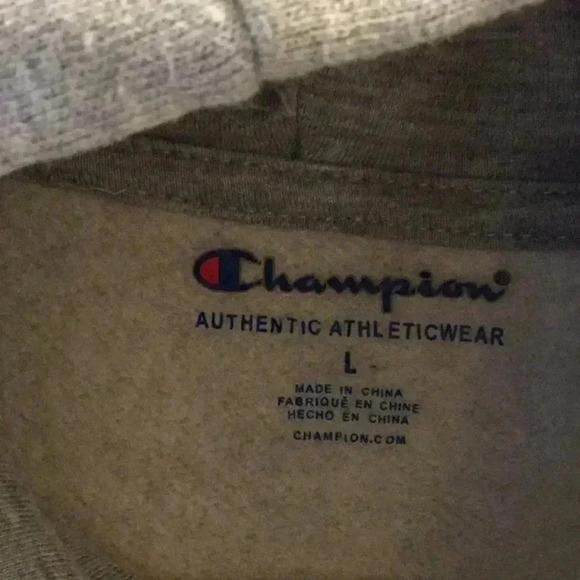 Champion®
AUTHENTIC ATHLETICWEAR
L
MADE IN CHINA
FABRIQUÉ EN CHINE
HECHO EN CHINA
CHAMPION.COM